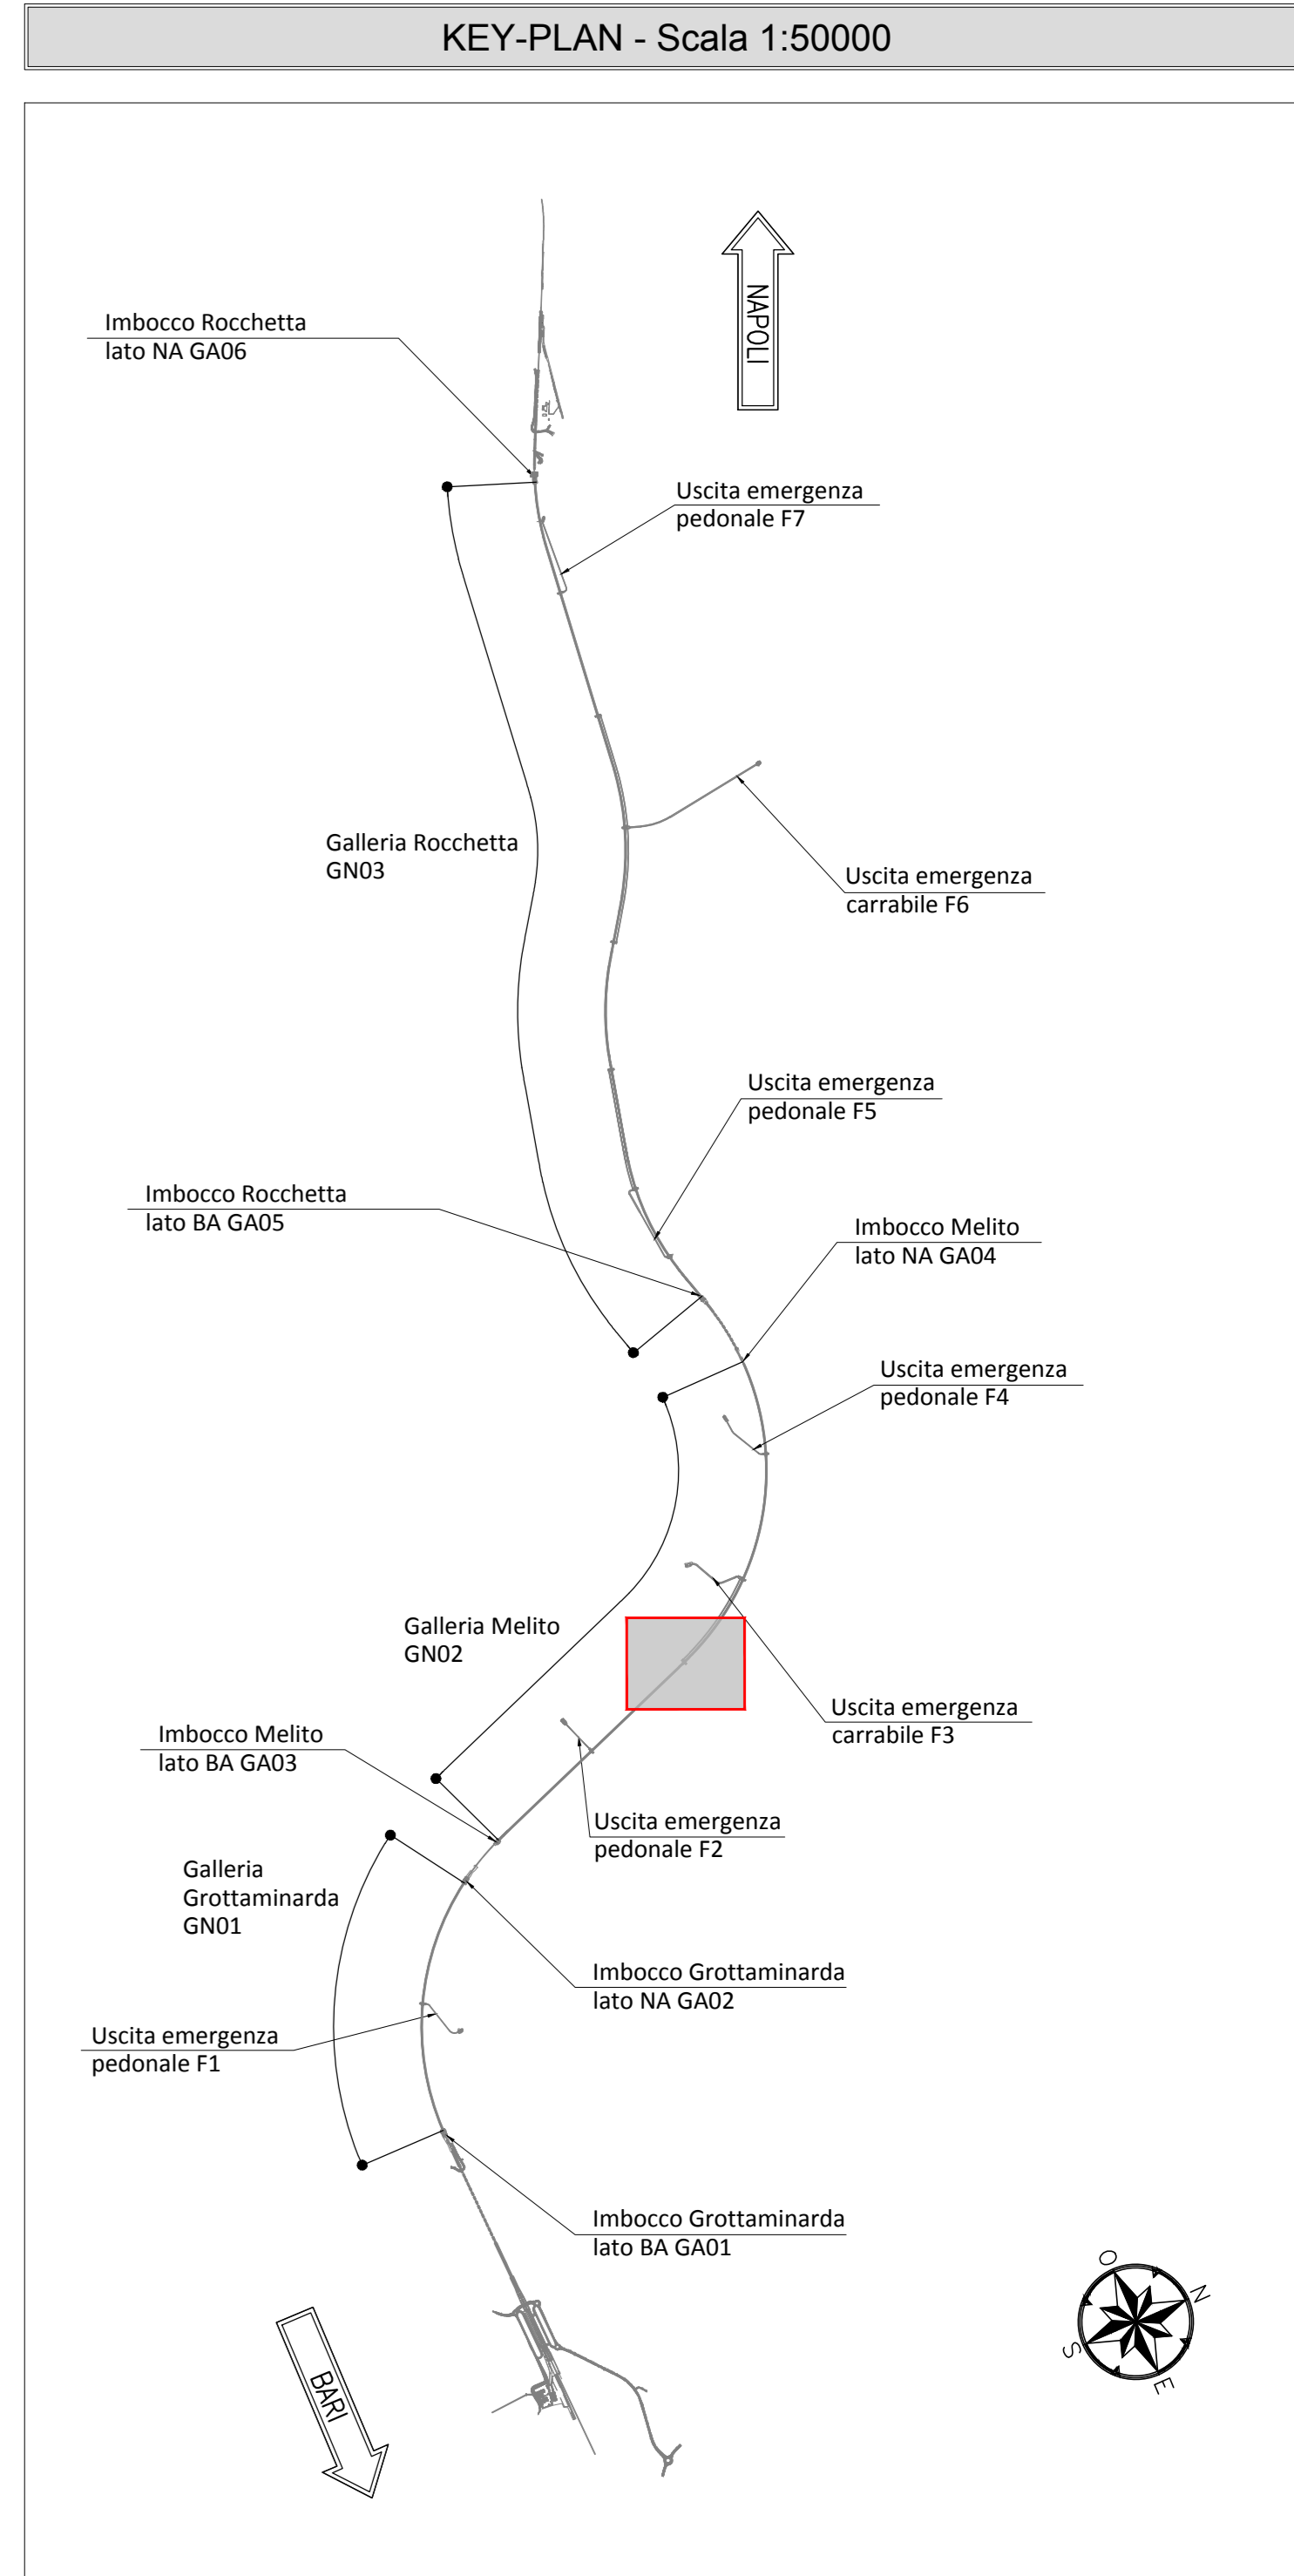 KEY-PLAN - Scala 1:50000
NAPOLI
Imbocco Rocchetta
lato NA GA06
Uscita emergenza
pedonale F7
Galleria Rocchetta
GN03
Uscita emergenza
carrabile F6
Uscita emergenza
pedonale F5
Imbocco Rocchetta
lato BA GA05
Imbocco Melito
lato NA GA04
Uscita emergenza
pedonale F4
Galleria Melito
GN02
Uscita emergenza
carrabile F3
Imbocco Melito
lato BA GA03
Uscita emergenza
pedonale F2
Galleria
Grottaminarda
GN01
Imbocco Grottaminarda
lato NA GA02
Uscita emergenza
pedonale F1
Imbocco Grottaminarda
lato BA GA01
O
N
S
E
BARI